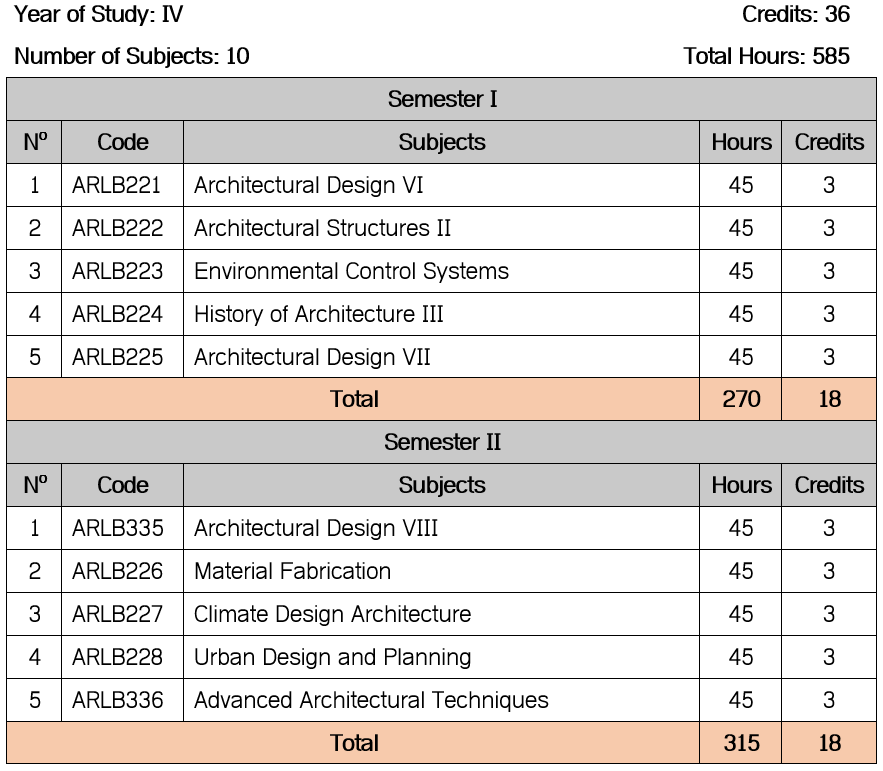 Year of Study: IV Credits: 36
Number of Subjects: 10 Total Hours: 585
Semester I
Nº Code Subjects Hours Credits
1 ARLB221 Architectural Design VI 45 3
2 ARLB222 Architectural Structures II 45 3
3 ARLB223 Environmental Control Systems 45 3
4 ARLB224 History of Architecture III 45 3
5 ARLB225 Architectural Design VII 45 3
Total 270 18
Semester II
Nº Code Subjects Hours Credits
1 ARLB335 Architectural Design VIII 45 3
2 ARLB226 Material Fabrication 45 3
3 ARLB227 Climate Design Architecture 45 3
4 ARLB228 Urban Design and Planning 45 3
5 ARLB336 Advanced Architectural Techniques 45 3
Total 315 18